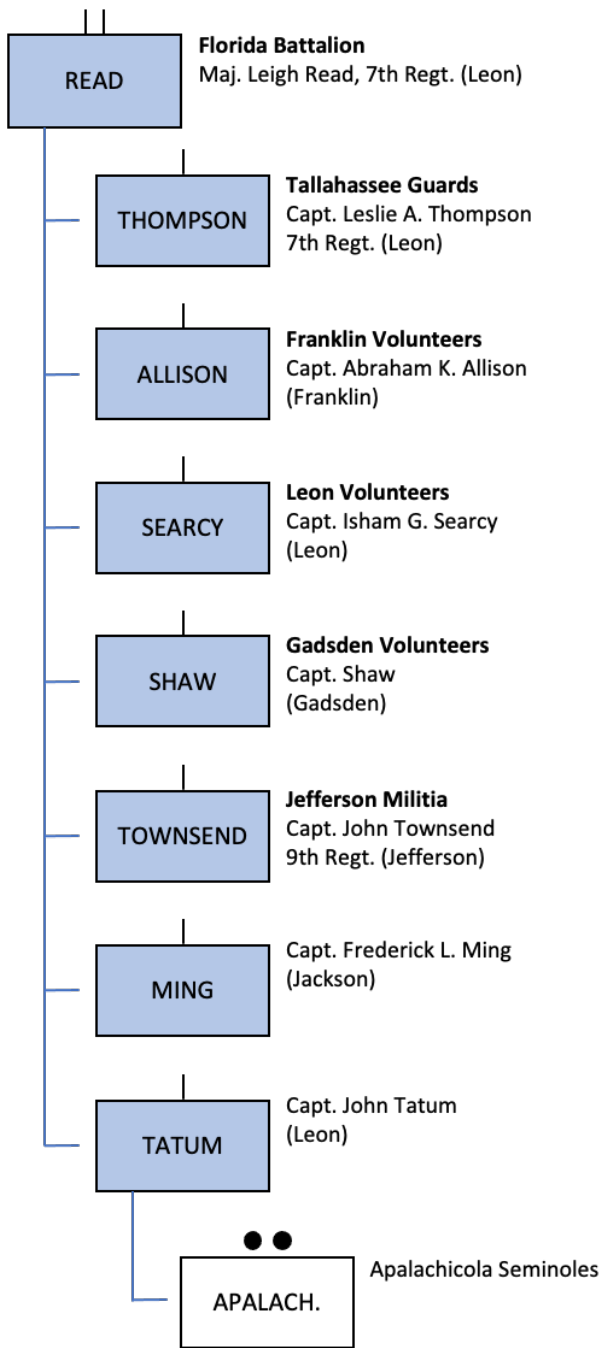 READ
Florida Battalion
Maj. Leigh Read, 7th Regt. (Leon)
THOMPSON
Tallahassee Guards
Capt. Leslie A. Thompson
7th Regt. (Leon)
ALLISON
Franklin Volunteers
Capt. Abraham K. Allison
(Franklin)
SEARCY
Leon Volunteers
Capt. Isham G. Searcy
(Leon)
SHAW
Gadsden Volunteers
Capt. Shaw
(Gadsden)
TOWNSEND
Jefferson Militia
Capt. John Townsend
9th Regt. (Jefferson)
MING
Capt. Frederick L. Ming
(Jackson)
TATUM
Capt. John Tatum
(Leon)
APALACH.
Apalachicola Seminoles